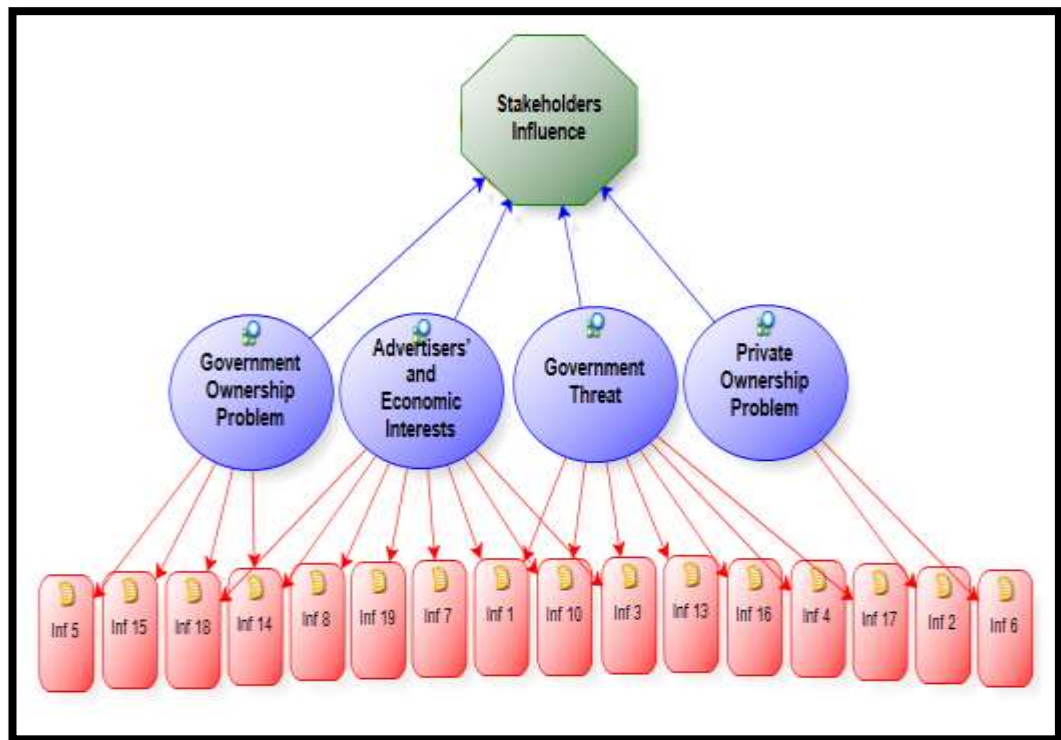 Stakeholders
Influence
Government
Ownership
Problem
Advertisers'
and
Economic
Interests
Government
Threat
Private
Ownership
Problem
Inf 5
Inf 15
Inf 18
Inf 14
Inf 8
Inf 19
Inf 7
Inf 1
Inf 10
Inf 3
Inf 13
Inf 16
Inf 4
Inf 17
Inf 2
Inf 6